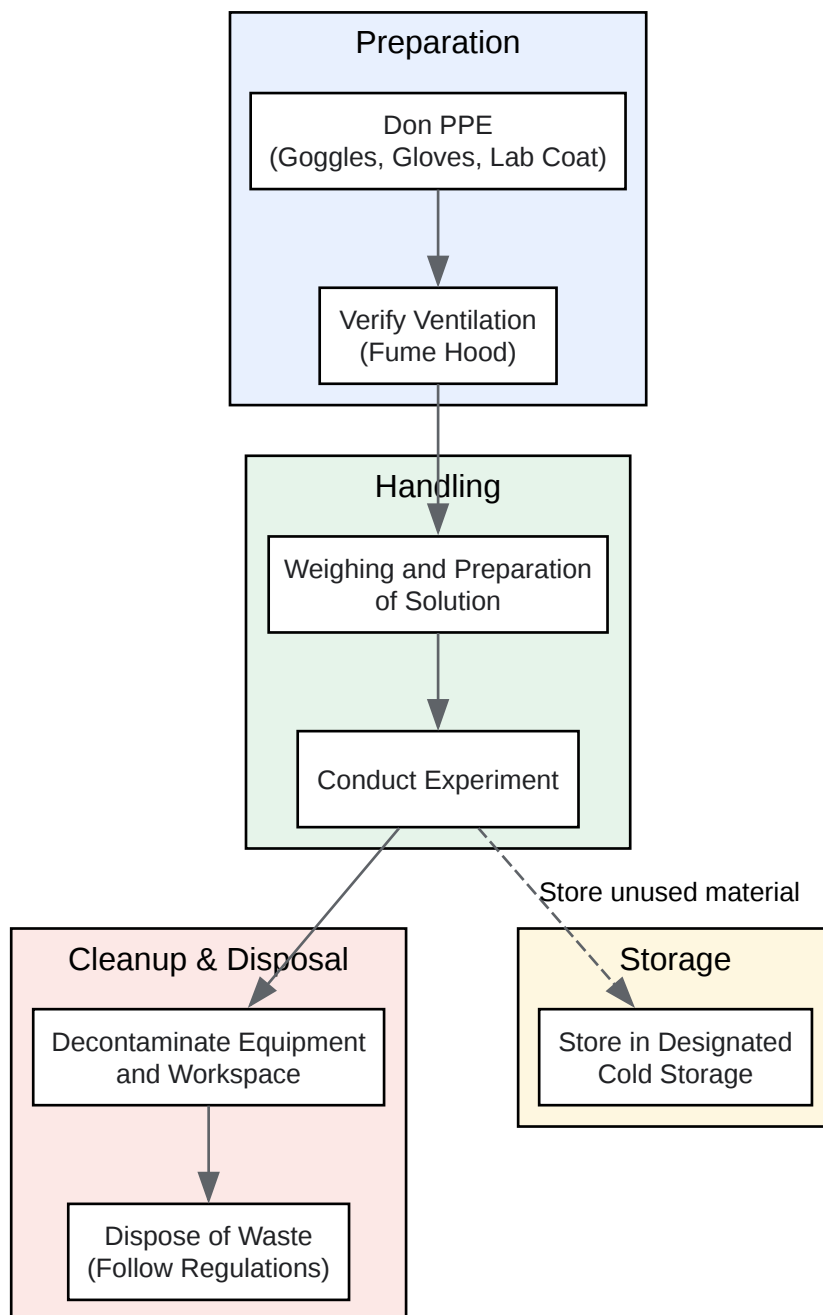 Preparation
Don PPE
(Goggles, Gloves, Lab Coat)
Verify Ventilation
(Fume Hood)
Handling
Weighing and Preparation
of Solution
Conduct Experiment
Store unused material
Cleanup & Disposal
Decontaminate Equipment
and Workspace
Dispose of Waste
(Follow Regulations)
Storage
Store in Designated
Cold Storage